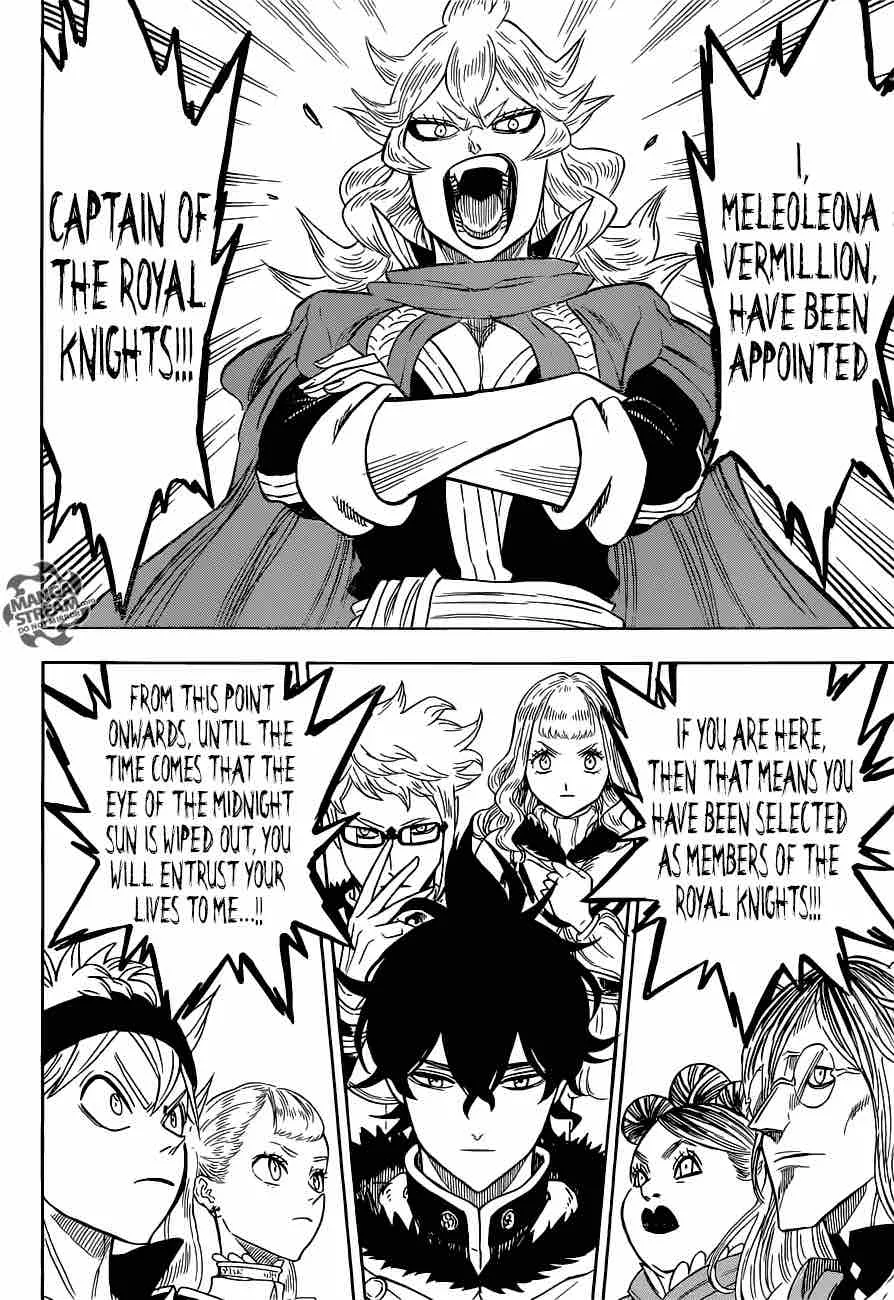 I,
MELEOLEONA
VERMILLION,
HAVE BEEN
APPOINTED
CAPTAIN OF
THE ROYAL
KNIGHTS!!!
IF YOU ARE HERE,
THEN THAT MEANS YOU
HAVE BEEN SELECTED
AS MEMBERS OF THE
ROYAL KNIGHTS!!!
FROM THIS POINT
ONWARDS, UNTIL THE
TIME COMES THAT THE
EYE OF THE MIDNIGHT
SUN IS WIPED OUT, YOU
WILL ENTRUST YOUR
LIVES TO ME...!!
MANGA
STREAM